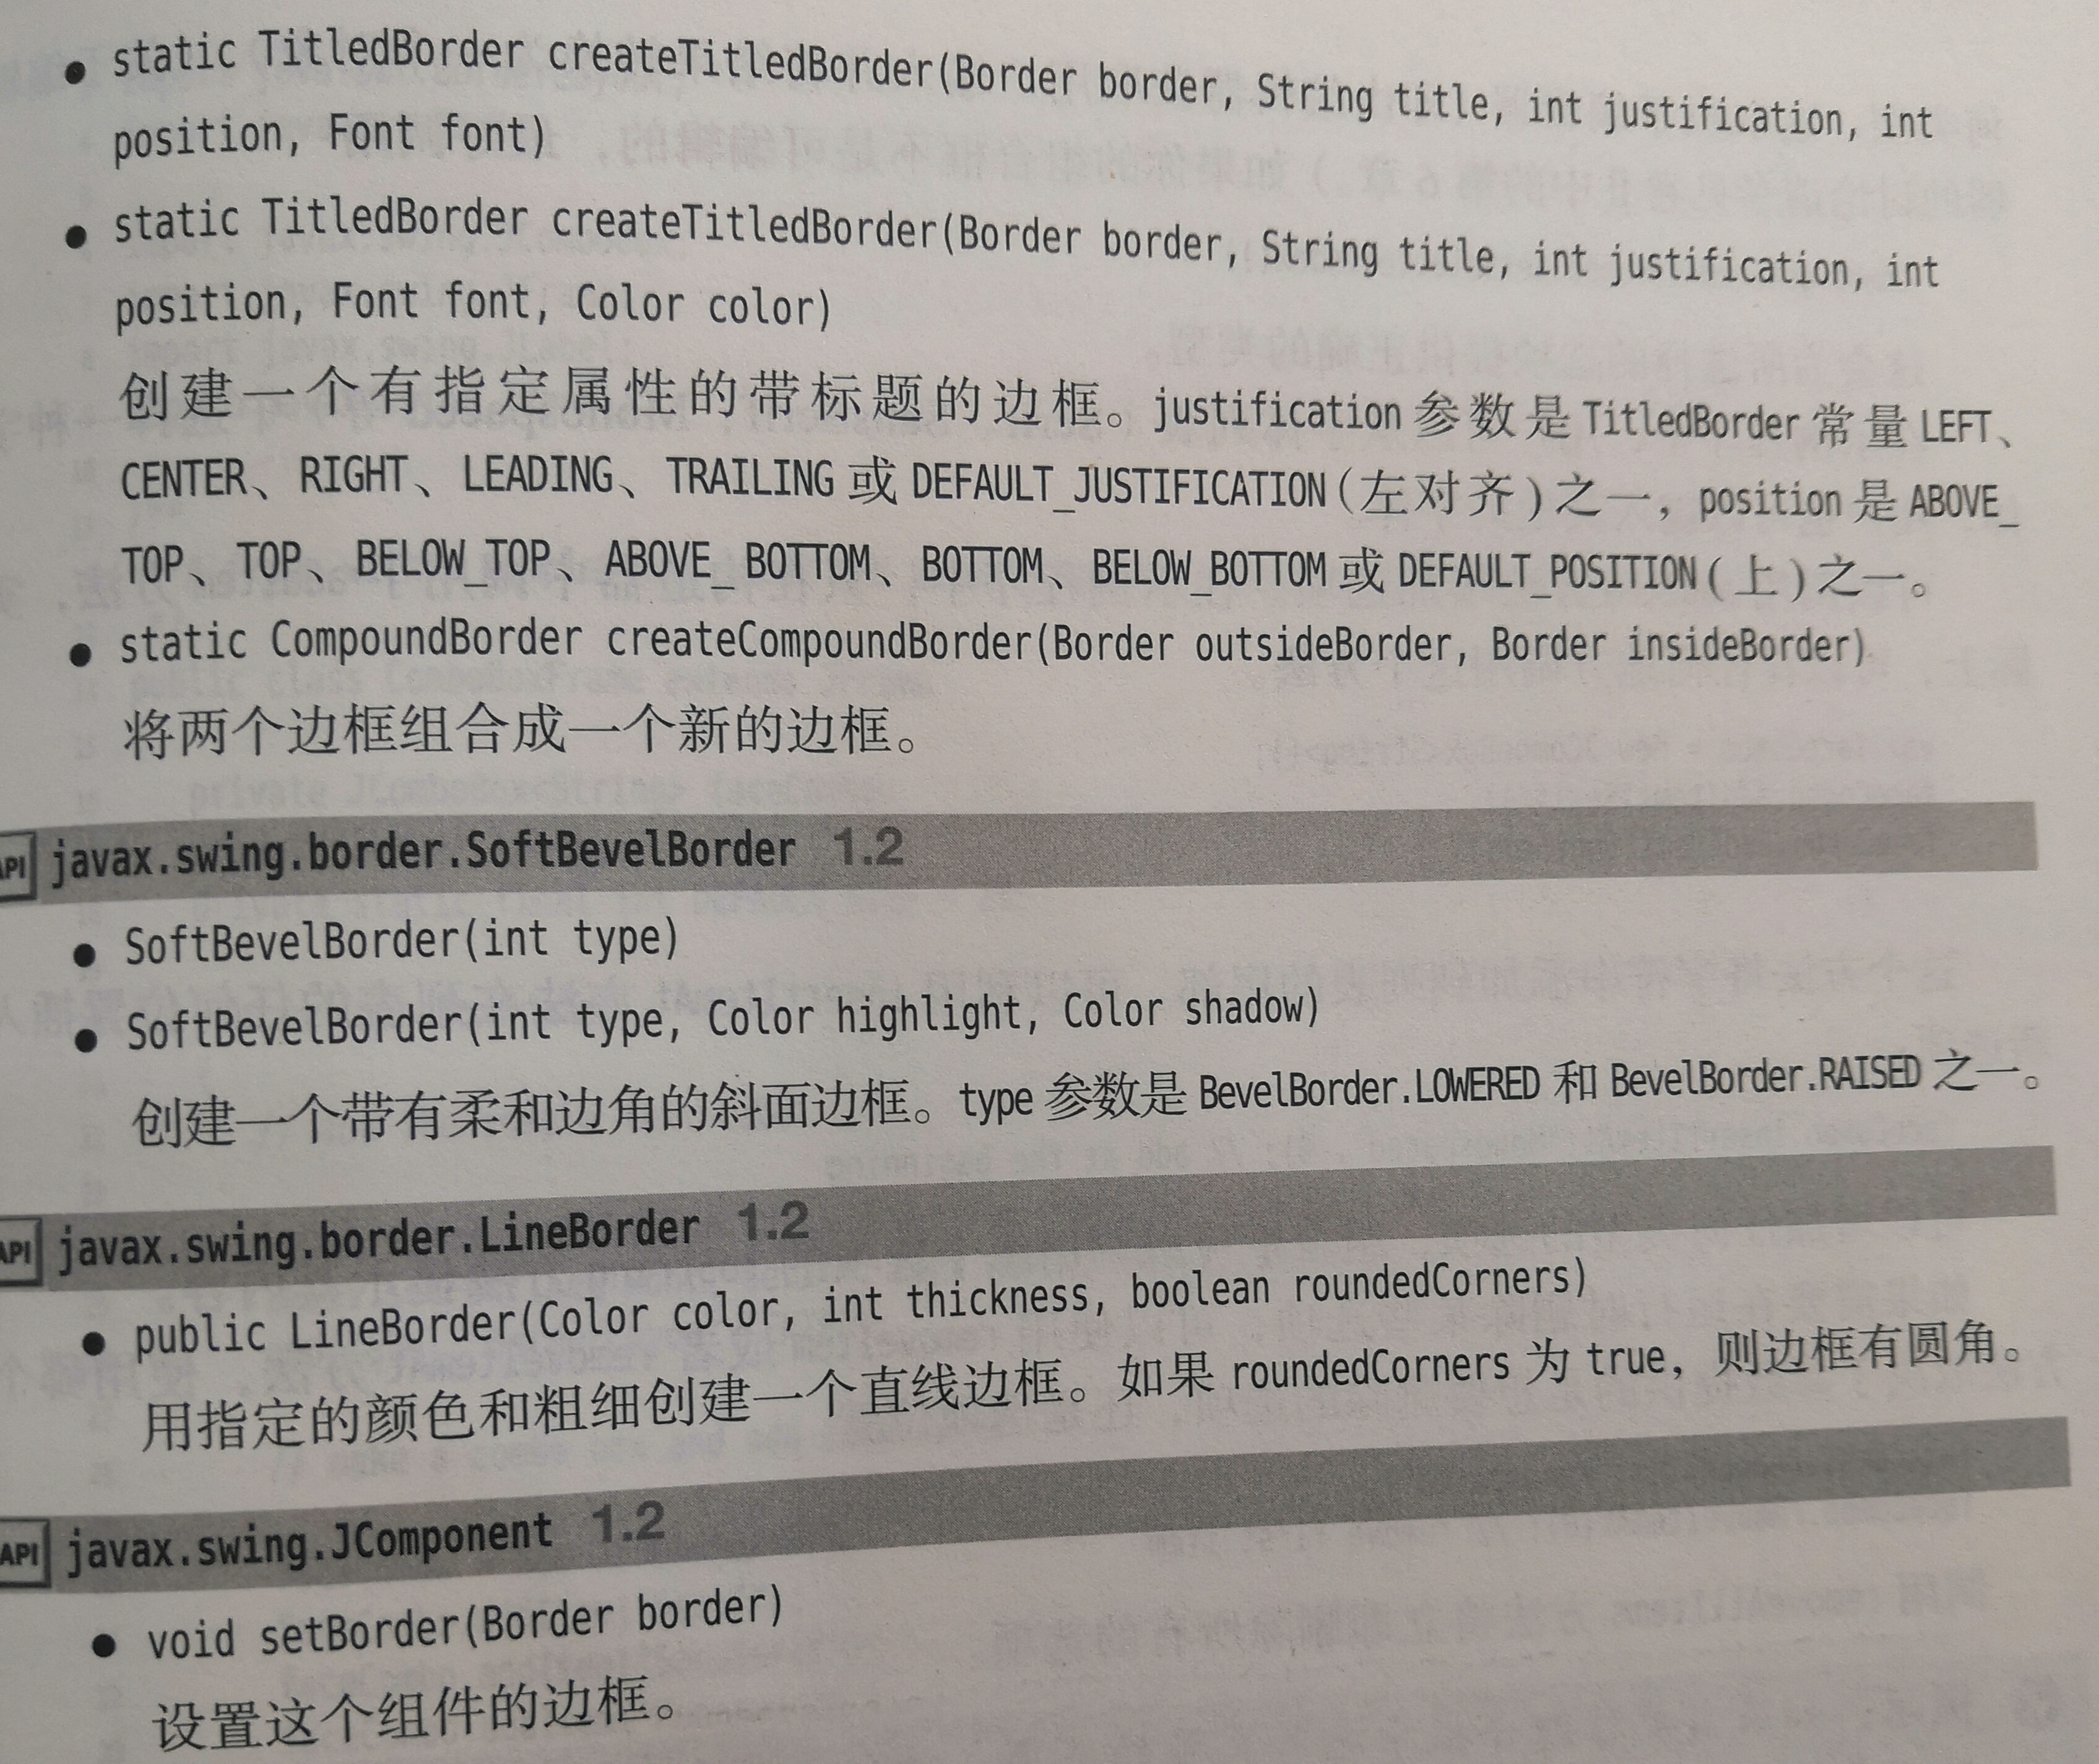 • static TitledBorder createTitledBorder(Border border, String title, int justification, int
position, Font font)
• static TitledBorder createTitledBorder(Border border, String title, int justification, int
position, Font font, Color color)
创建一个有指定属性的带标题的边框。justification 参数是 TitledBorder 常量 LEFT、
CENTER、RIGHT、LEADING、TRAILING 或 DEFAULT_JUSTIFICATION(左对齐)之一，position 是 ABOVE_
TOP、TOP、BELOW_TOP、ABOVE_BOTTOM、BOTTOM、BELOW_BOTTOM 或 DEFAULT_POSITION(上)之一。
• static CompoundBorder createCompoundBorder(Border outsideBorder, Border insideBorder)
将两个边框组合成一个新的边框。
API javax.swing.border.SoftBevelBorder 1.2
• SoftBevelBorder(int type)
• SoftBevelBorder(int type, Color highlight, Color shadow)
创建一个带有柔和边角的斜面边框。type 参数是 BevelBorder.LOWERED 和 BevelBorder.RAISED 之一。
API javax.swing.border.LineBorder 1.2
• public LineBorder(Color color, int thickness, boolean roundedCorners)
用指定的颜色和粗细创建一个直线边框。如果 roundedCorners 为 true，则边框有圆角。
API javax.swing.JComponent 1.2
• void setBorder(Border border)
设置这个组件的边框。